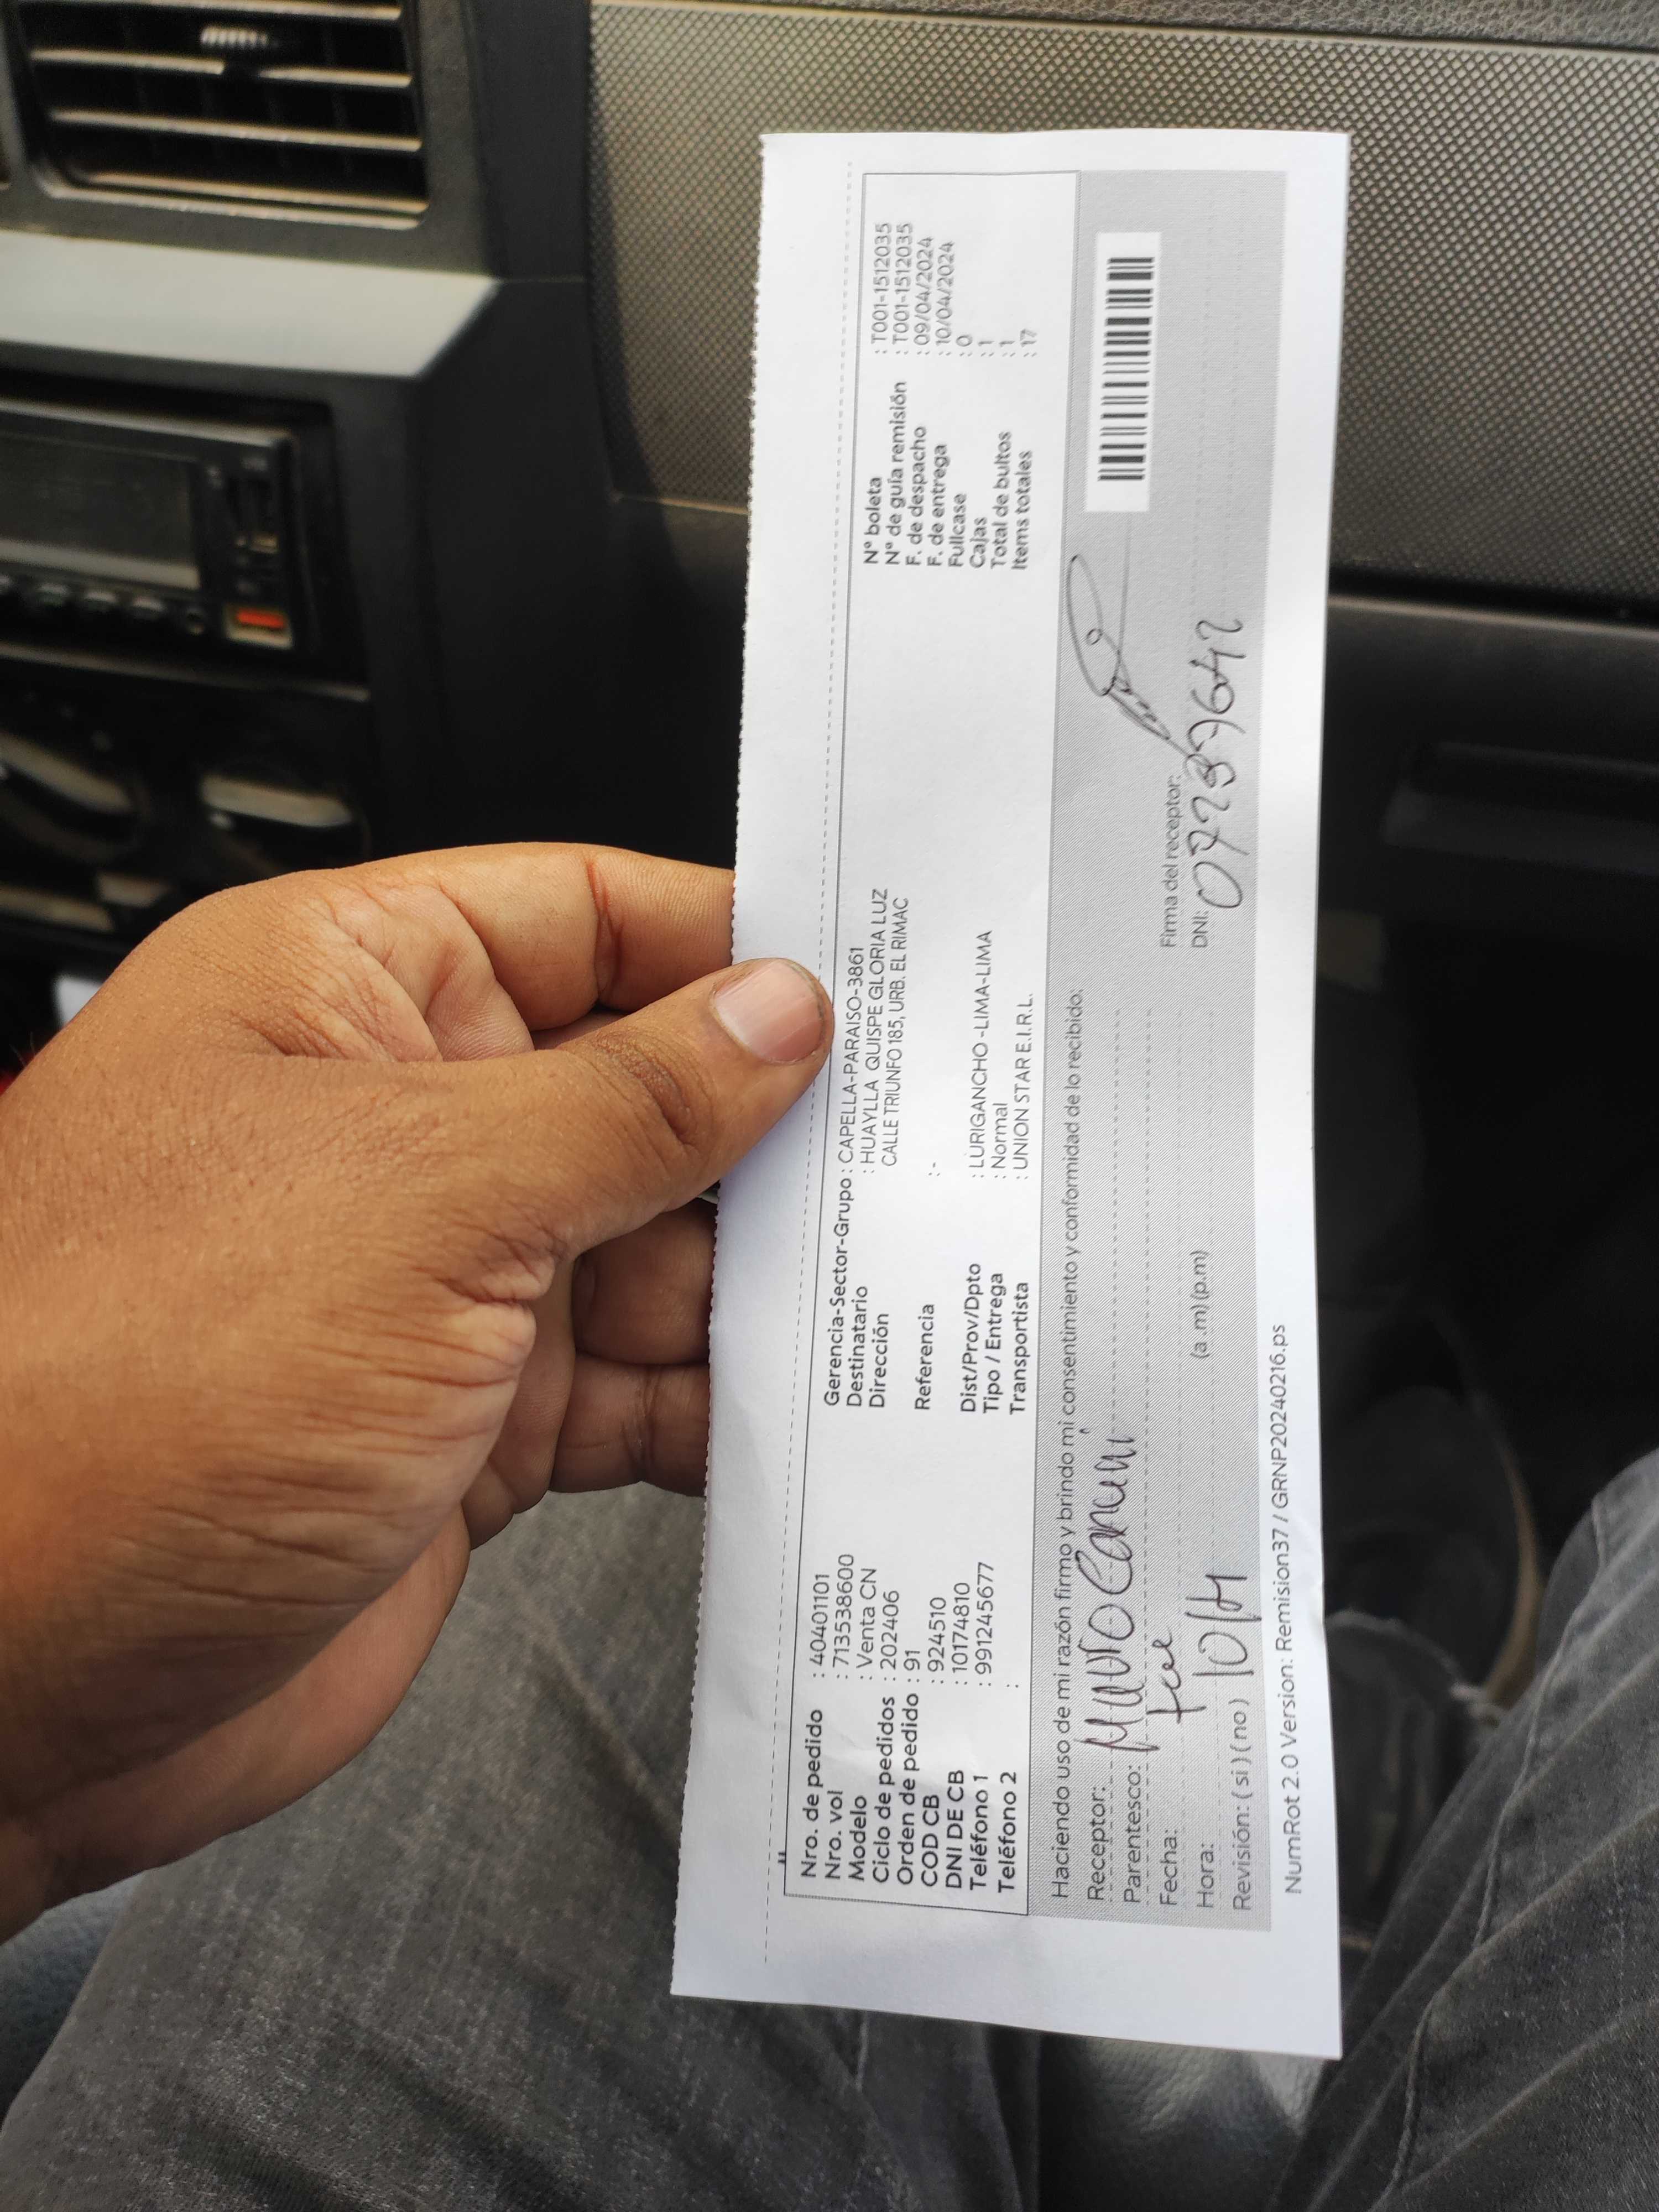 Nro. de pedido : 40401101
Nro. vol : 713538600
Modelo : Venta CN
Ciclo de pedidos : 202406
Orden de pedido : 91
COD CB : 924510
DNI DE CB : 10174810
Teléfono 1 : 991245677
Teléfono 2 :
Gerencia-Sector-Grupo : CAPELLA-PARAISO-3861
Destinatario : HUAYLLA QUISPE GLORIA LUZ
Dirección CALLE TRIUNFO 185, URB. EL RIMAC
Referencia : -
Dist/Prov/Dpto : LURIGANCHO -LIMA-LIMA
Tipo / Entrega : Normal
Transportista : UNION STAR E.I.R.L.
N° boleta : T001-1512035
N° de guía remisión : T001-1512035
F. de despacho : 09/04/2024
F. de entrega : 10/04/2024
Fullcase : 0
Cajas : 1
Total de bultos : 1
Items totales : 17
Haciendo uso de mi razón firmo y brindo mi consentimiento y conformidad de lo recibido:
Receptor: Mauro
Parentesco:
Fecha:
Hora: 10/4 (a.m) (p.m)
Revisión: ( si ) ( no )
Firma del receptor:
DNI:
NumRot 2.0 Version: Remision37 / GRNP20240216.ps